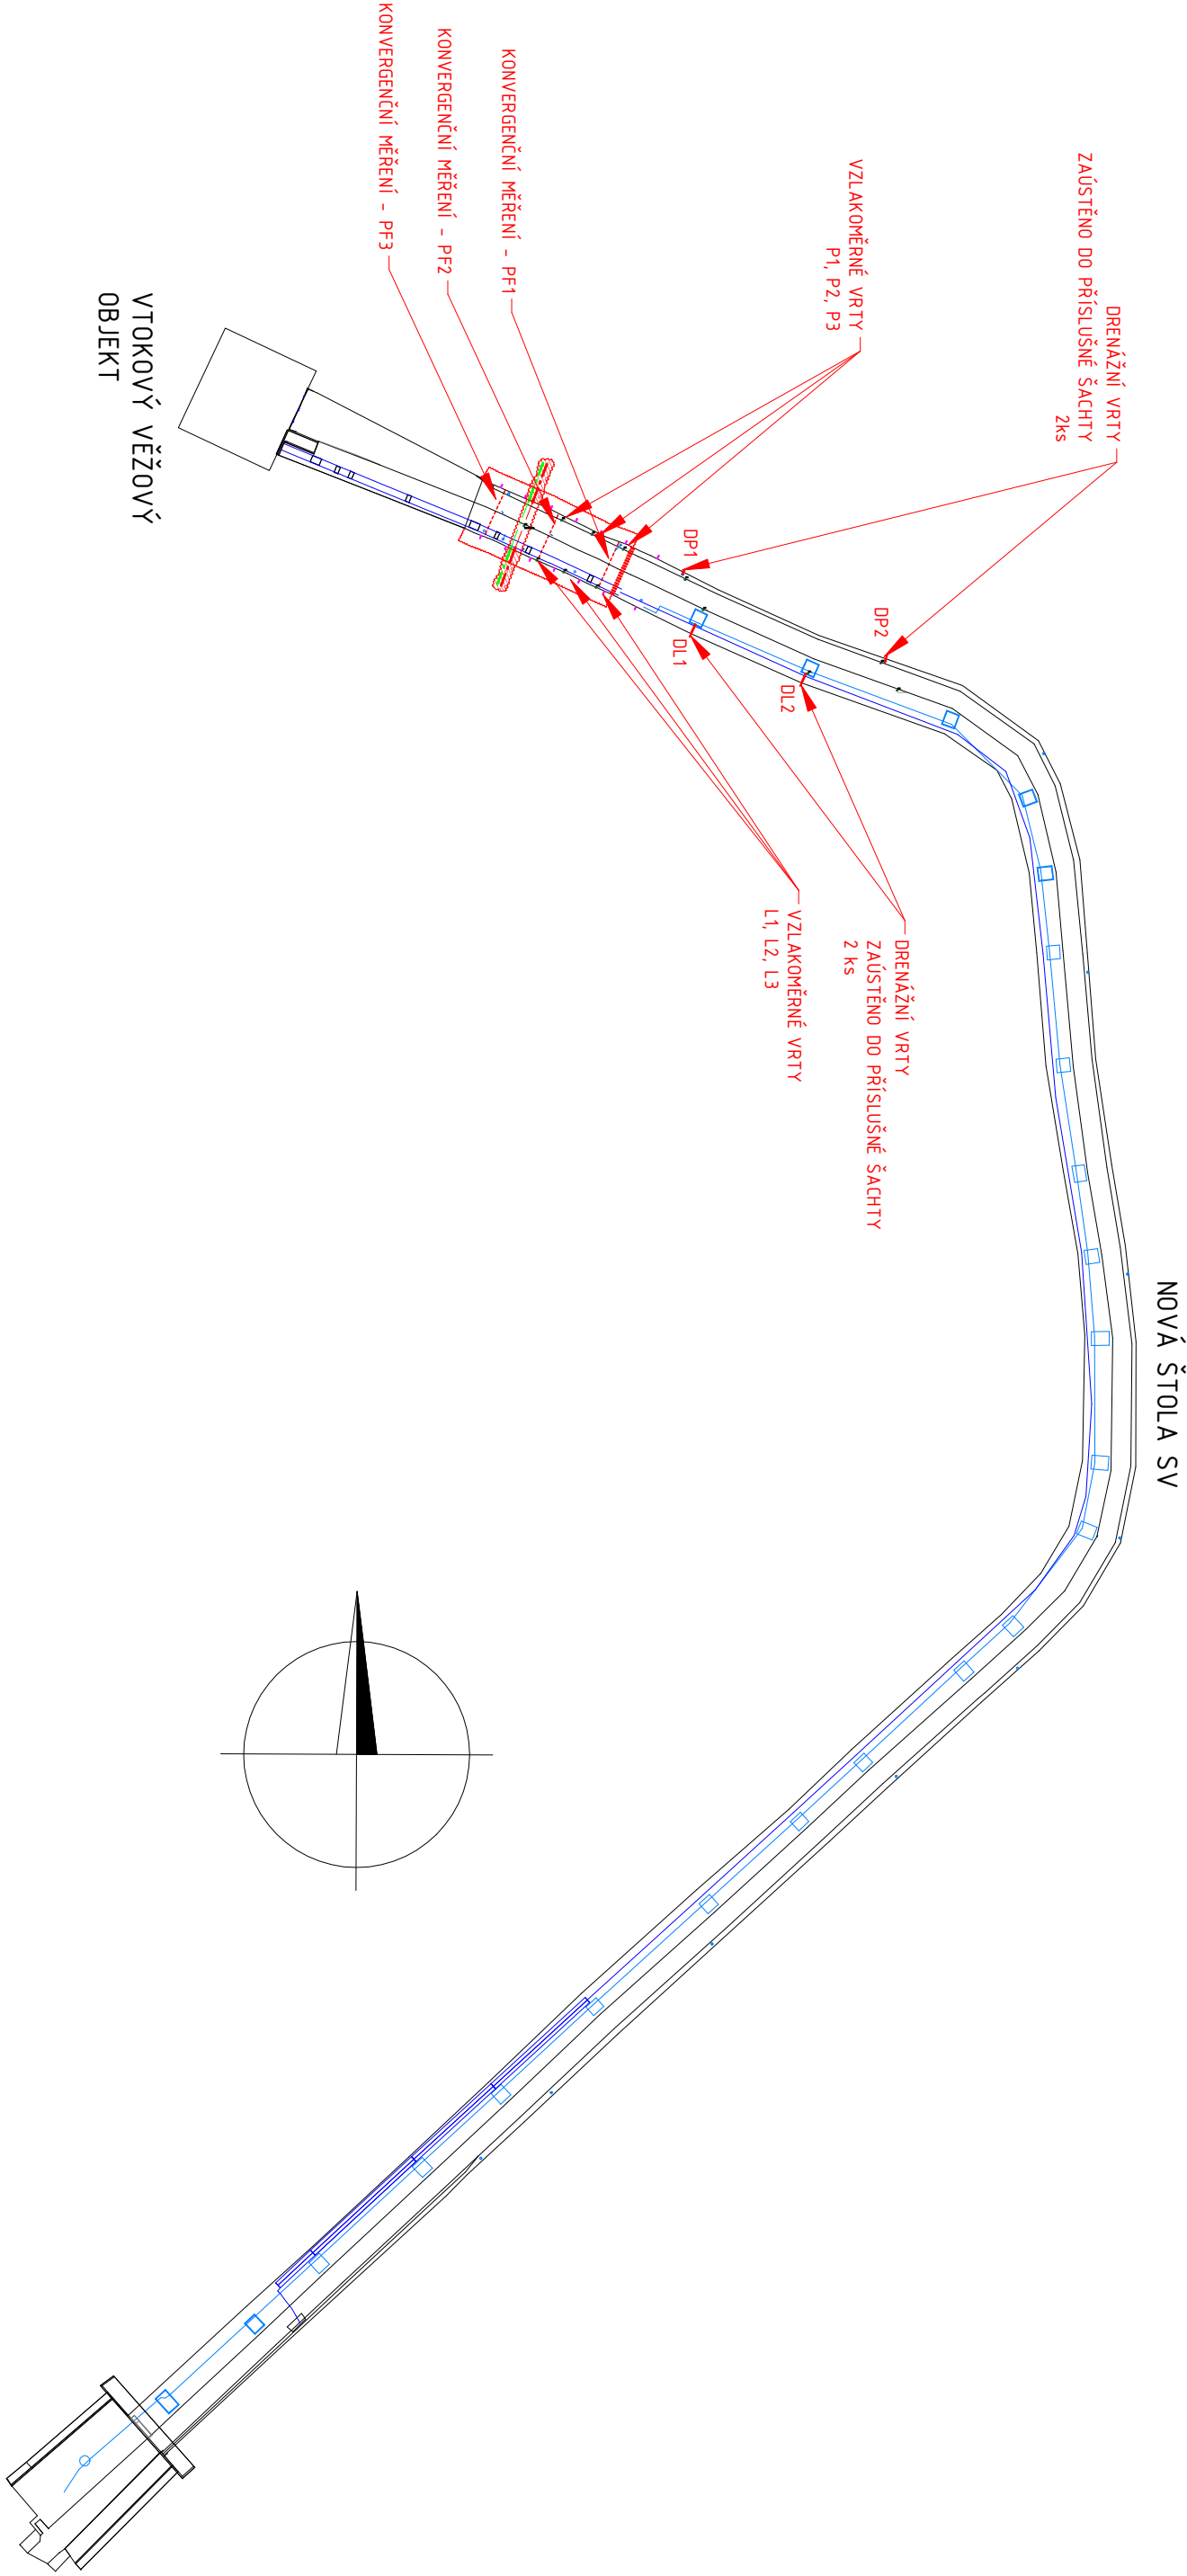 NOVÁ ŠTOLA SV
DRENÁŽNÍ VRTY
ZAÚSTĚNO DO PŘÍSLUŠNÉ ŠACHTY
2ks
VZLAKOMĚRNÉ VRTY
P1, P2, P3
KONVERGENČNÍ MĚŘENÍ - PF1
KONVERGENČNÍ MĚŘENÍ - PF2
KONVERGENČNÍ MĚŘENÍ - PF3
VTOKOVÝ VĚŽOVÝ
OBJEKT
DP1
DP2
DL1
DL2
DRENÁŽNÍ VRTY
ZAÚSTĚNO DO PŘÍSLUŠNÉ ŠACHTY
2 ks
VZLAKOMĚRNÉ VRTY
L1, L2, L3